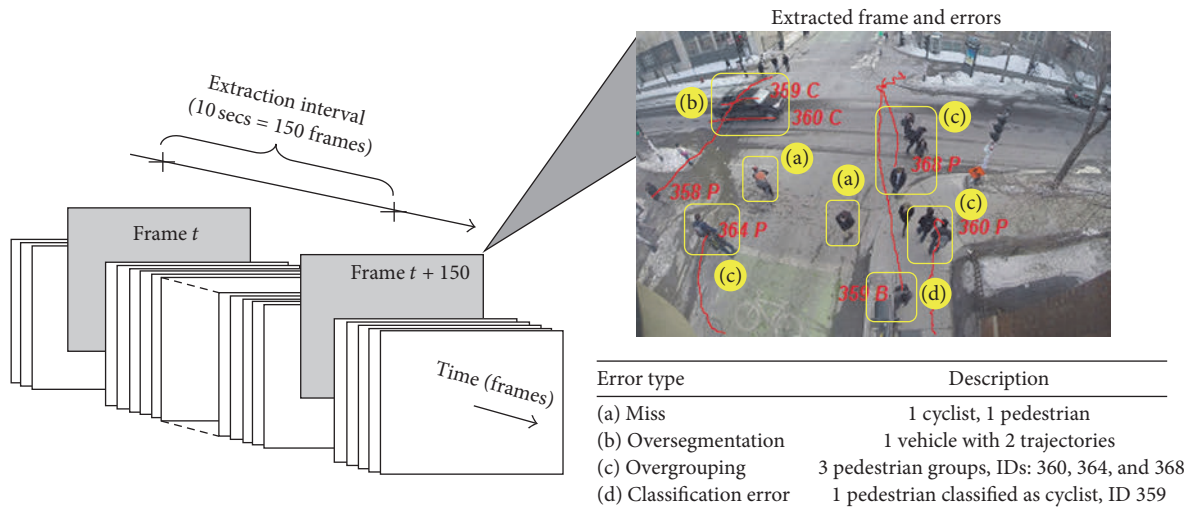 Extraction interval
(10 secs = 150 frames)
Frame t
Frame t + 150
Time (frames)
Extracted frame and errors
359 C
(b)
360 C
(c)
(a)
368 P
(a)
358 P
(c)
364 P
360 P
(c)
359 B
(d)
Error type Description
(a) Miss 1 cyclist, 1 pedestrian
(b) Oversegmentation 1 vehicle with 2 trajectories
(c) Overgrouping 3 pedestrian groups, IDs: 360, 364, and 368
(d) Classification error 1 pedestrian classified as cyclist, ID 359